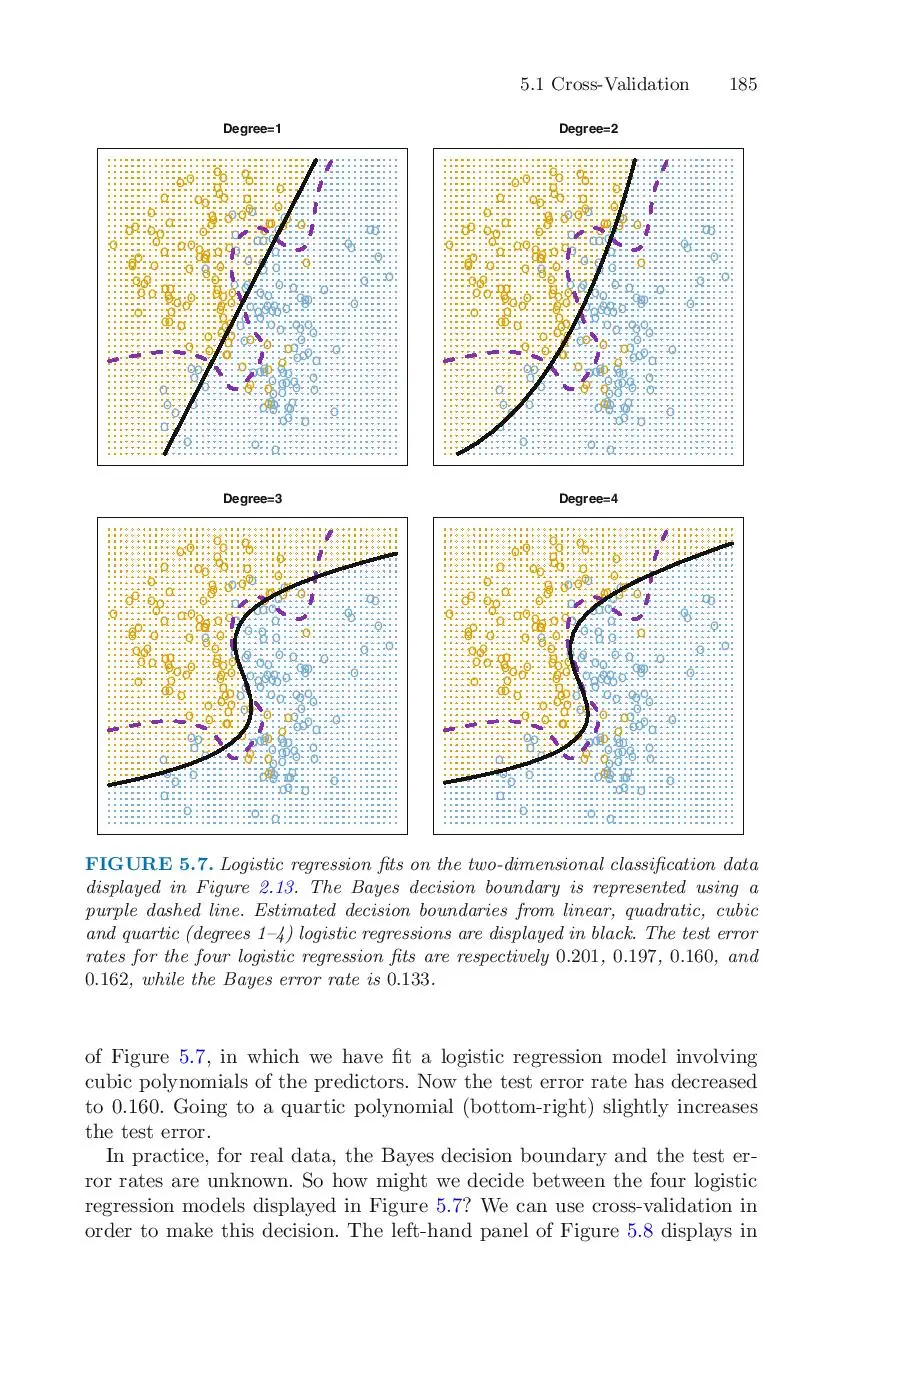 5.1 Cross-Validation 185
Degree=1
Degree=2
Degree=3
Degree=4
FIGURE 5.7. Logistic regression fits on the two-dimensional classification data
displayed in Figure 2.13. The Bayes decision boundary is represented using a
purple dashed line. Estimated decision boundaries from linear, quadratic, cubic
and quartic (degrees 1–4) logistic regressions are displayed in black. The test error
rates for the four logistic regression fits are respectively 0.201, 0.197, 0.160, and
0.162, while the Bayes error rate is 0.133.
of Figure 5.7, in which we have fit a logistic regression model involving
cubic polynomials of the predictors. Now the test error rate has decreased
to 0.160. Going to a quartic polynomial (bottom-right) slightly increases
the test error.
In practice, for real data, the Bayes decision boundary and the test er-
ror rates are unknown. So how might we decide between the four logistic
regression models displayed in Figure 5.7? We can use cross-validation in
order to make this decision. The left-hand panel of Figure 5.8 displays in